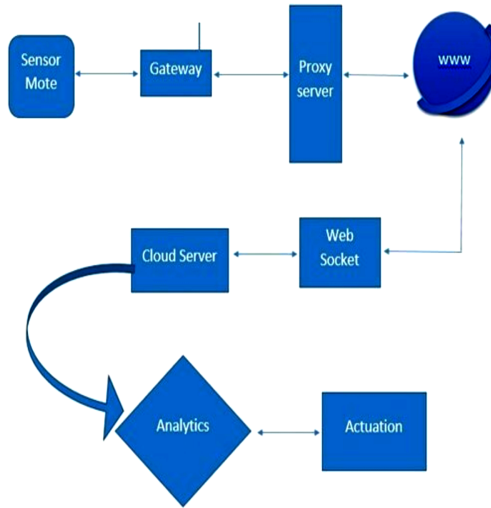 Sensor
Mote
Gateway
Proxy
server
www
Cloud Server
Web
Socket
Analytics
Actuation